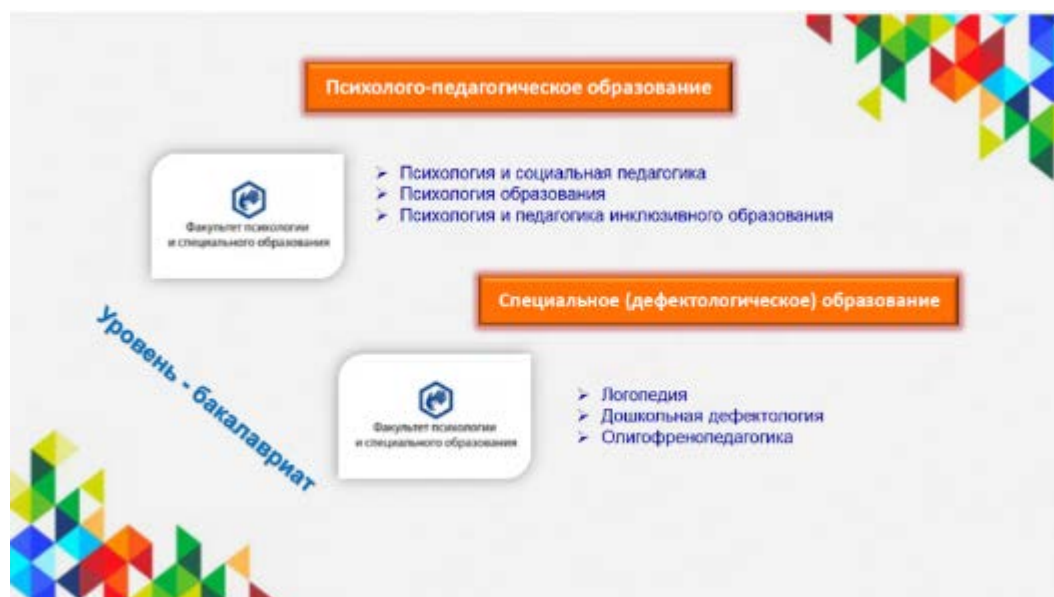 Психолого-педагогическое образование
Факультет психологии
и специального образования
➢ Психология и социальная педагогика
➢ Психология образования
➢ Психология и педагогика инклюзивного образования
Специальное (дефектологическое) образование
Уровень - бакалавриат
Факультет психологии
и специального образования
➢ Логопедия
➢ Дошкольная дефектология
➢ Олигофренопедагогика